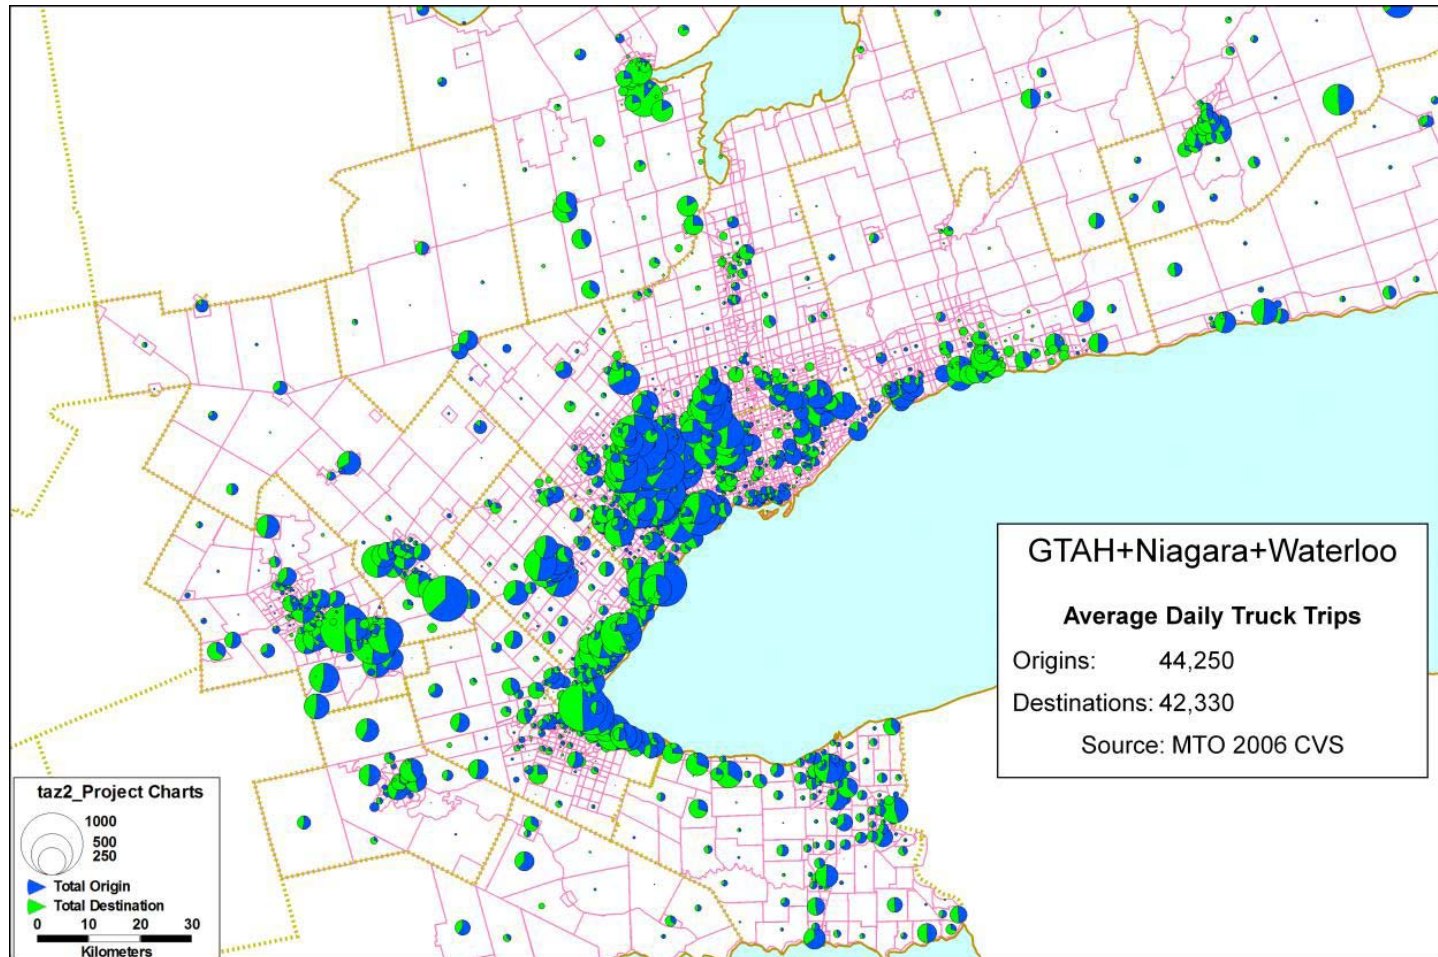 GTAH+Niagara+Waterloo
Average Daily Truck Trips
Origins: 44,250
Destinations: 42,330
Source: MTO 2006 CVS
taz2_Project Charts
1000
500
250
Total Origin
Total Destination
0 10 20 30
Kilometers